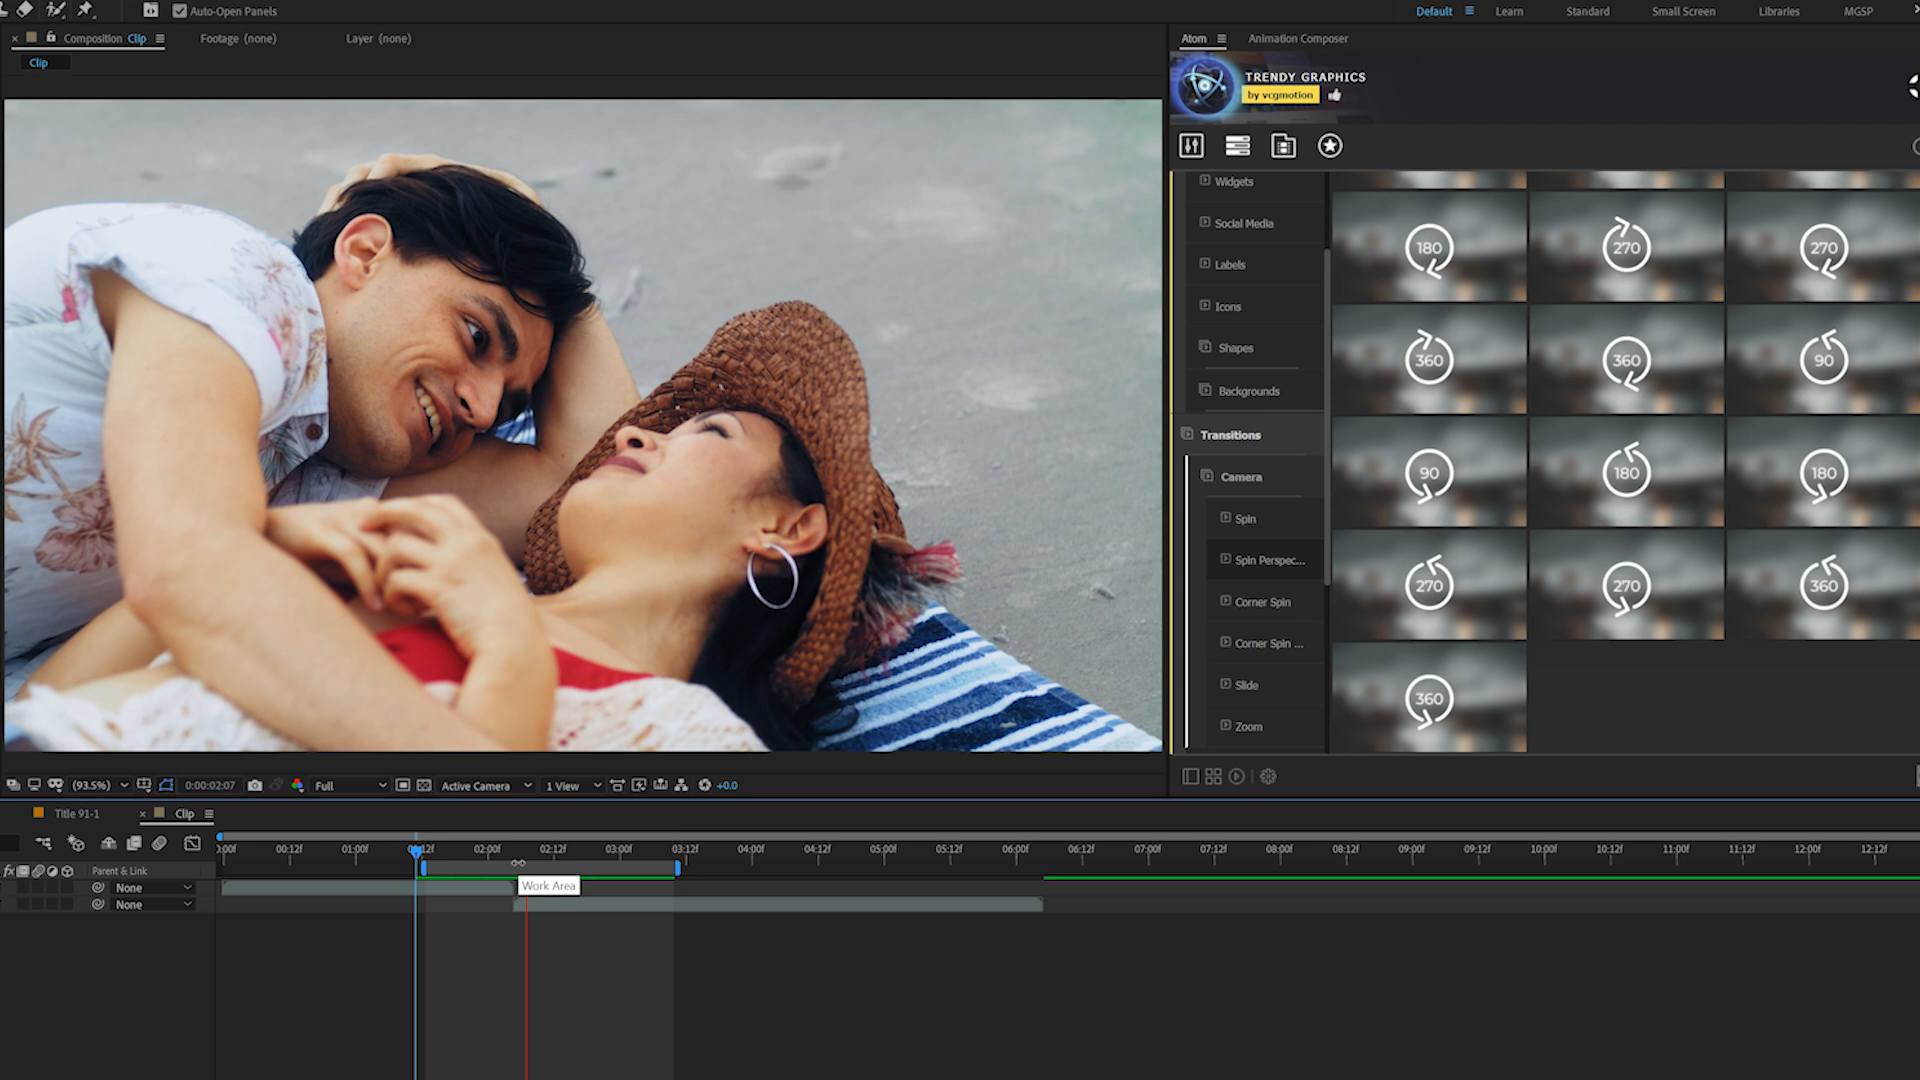 Auto-Open Panels
Default
Learn
Standard
Small Screen
Libraries
MGSP
Composition Clip
Footage (none)
Layer (none)
Atom
Animation Composer
Clip
TRENDY GRAPHICS
by vcgmotion
Widgets
Social Media
Labels
Icons
Shapes
Backgrounds
Transitions
Camera
Spin
Spin Perspec...
Corner Spin
Corner Spin ...
Slide
Zoom
180
270
270
360
360
90
90
180
180
270
270
360
360
(93.5%)
0:00:02:07
Full
Active Camera
1 View
+0.0
Title 91-1
Clip
00:12f
01:00f
02:00f
02:12f
03:00f
03:12f
04:00f
04:12f
05:00f
05:12f
06:00f
06:12f
07:00f
07:12f
08:00f
08:12f
09:00f
09:12f
10:00f
10:12f
11:00f
11:12f
12:00f
12:12f
fx
Parent & Link
None
None
Work Area